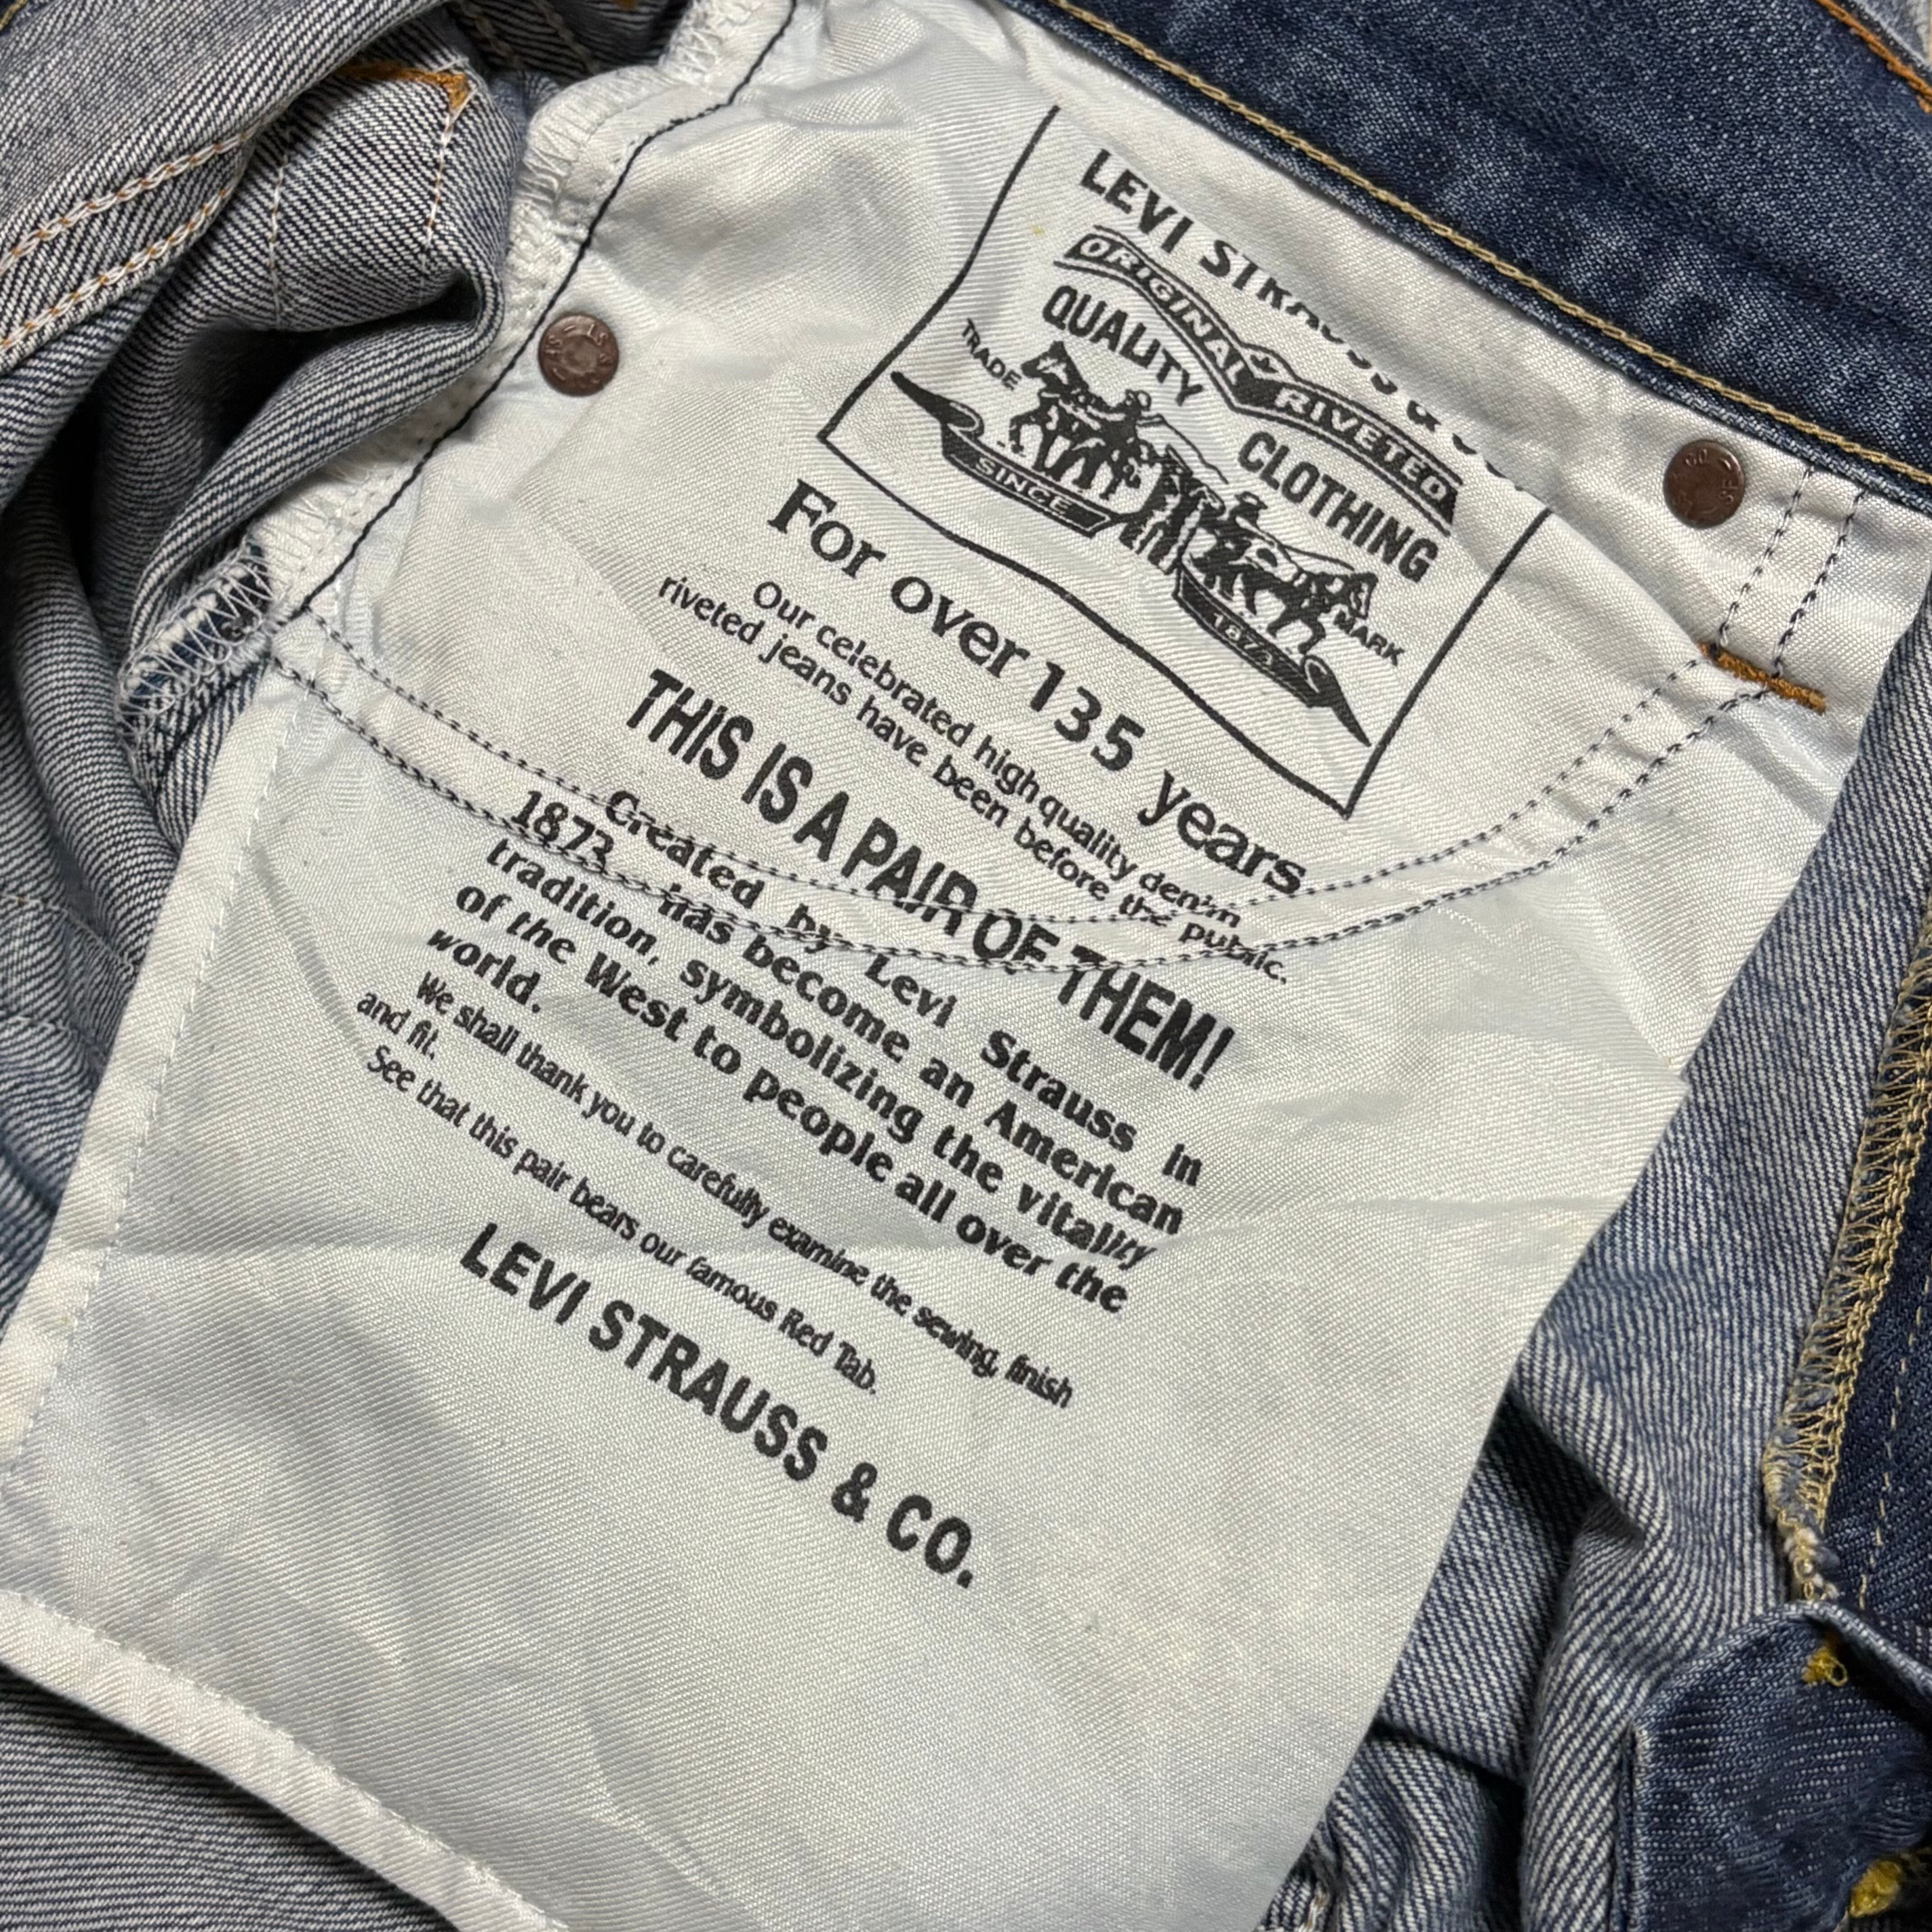 LEVI STRAUSS & CO.
ORIGINAL RIVETED
QUALITY CLOTHING
TRADE MARK
SINCE 1873
For over 135 years
Our celebrated high quality denim
riveted jeans have been before the public.
THIS IS A PAIR OF THEM!
Created by Levi Strauss in
1873 has become an American
tradition, symbolizing the vitality
of the West to people all over the
world.
We shall thank you to carefully examine the sewing, finish
and fit.
See that this pair bears our famous Red Tab.
LEVI STRAUSS & CO.